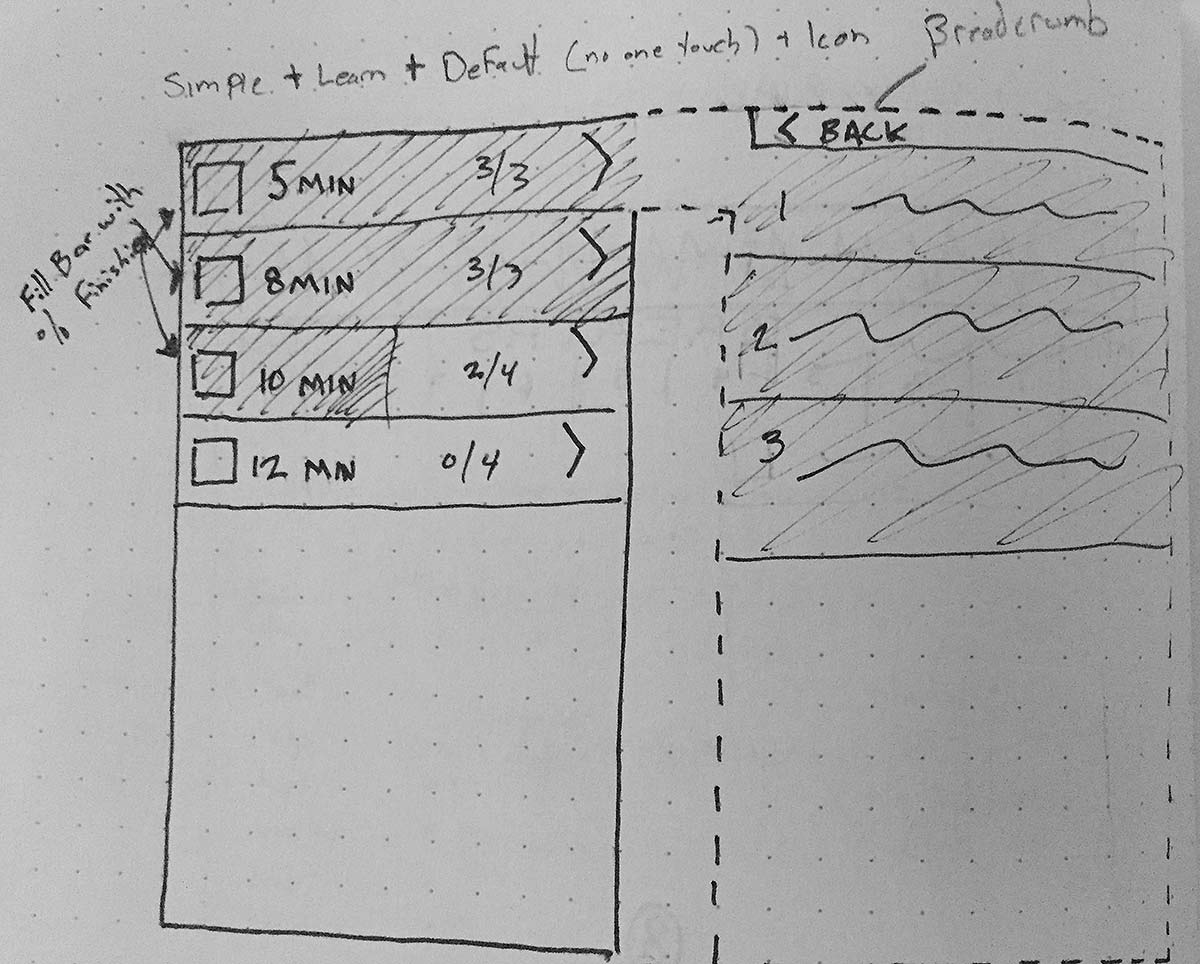 Simple + Learn + Default (no one touch) + Icon
Breadcrumb
< BACK
Fill Bar with
% Finished
5 MIN 3/3 >
8 MIN 3/3 >
10 MIN 2/4 >
12 MIN 0/4 >
1
2
3